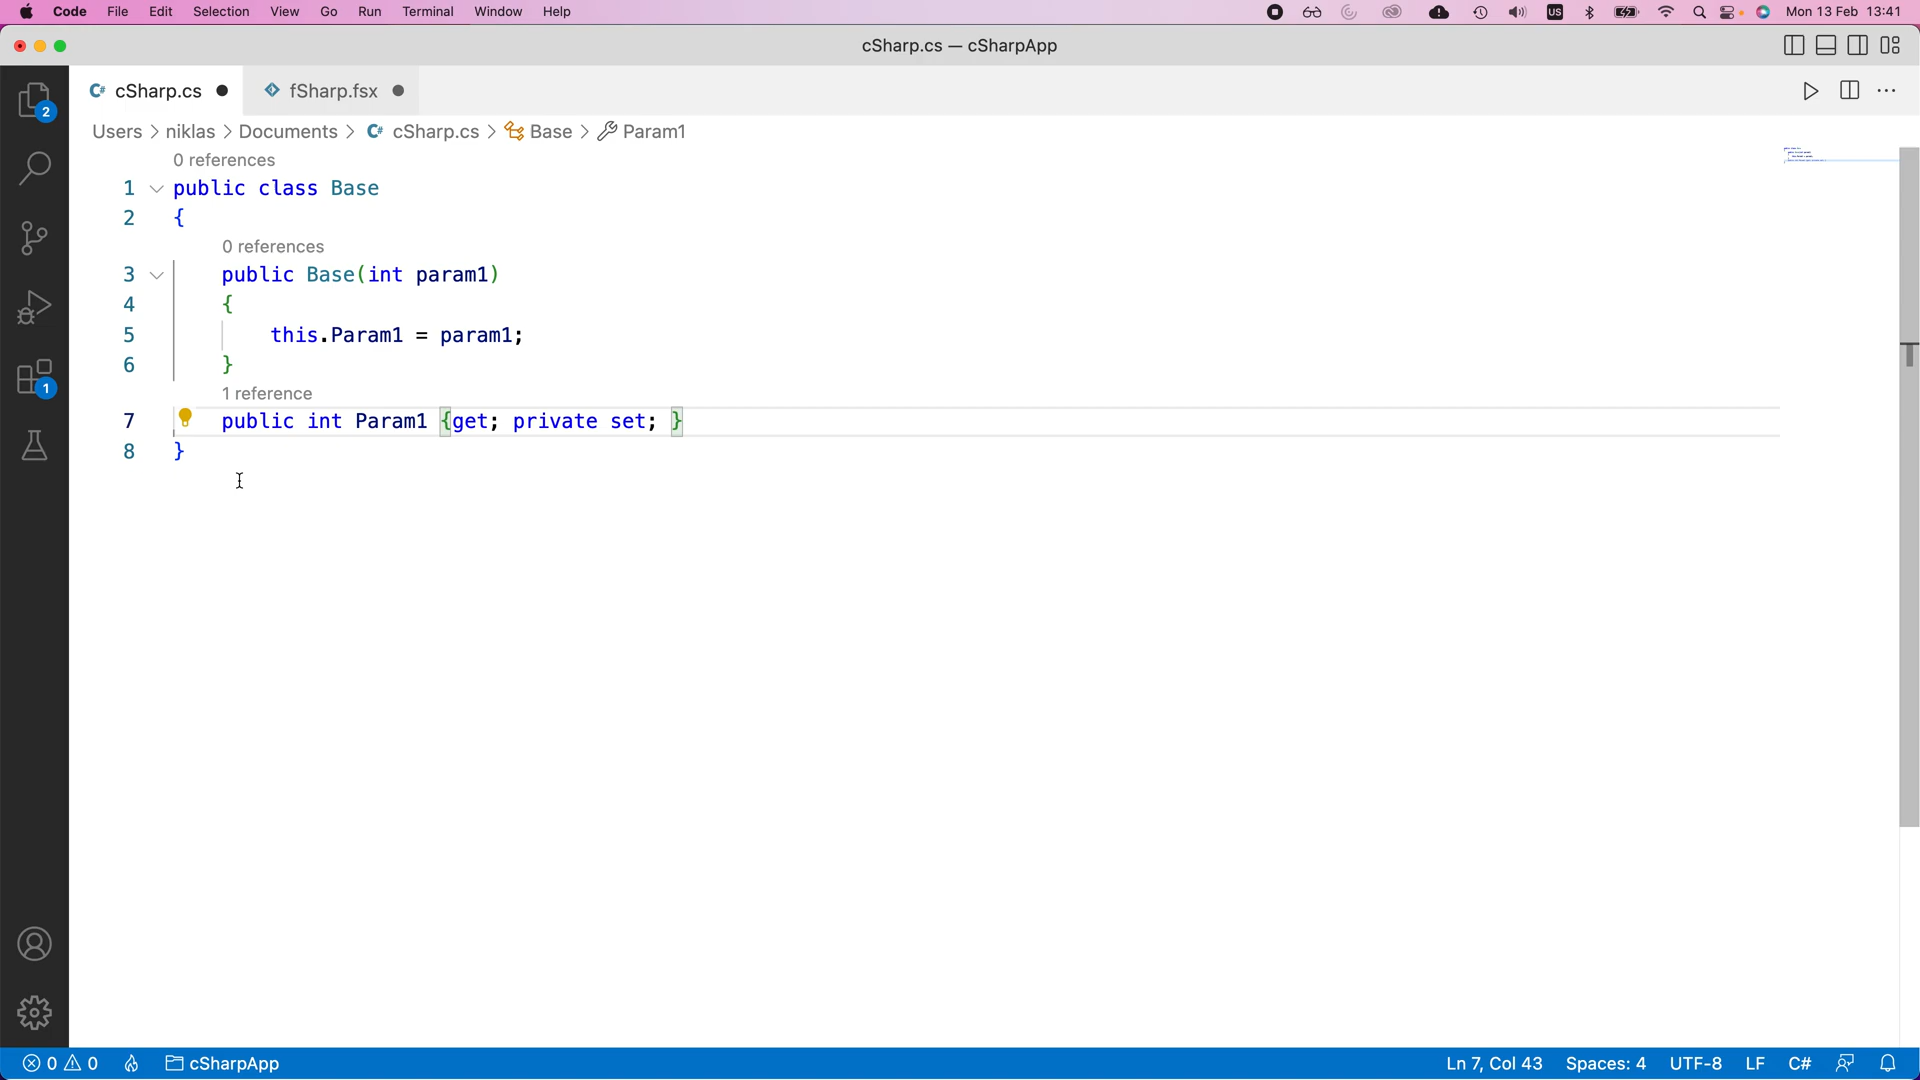 Code File Edit Selection View Go Run Terminal Window Help US Mon 13 Feb 13:41
cSharp.cs — cSharpApp
C# cSharp.cs fSharp.fsx
2
Users > niklas > Documents > C# cSharp.cs > Base > Param1
0 references
1 public class Base
2 {
0 references
3 public Base(int param1)
4 {
5 this.Param1 = param1;
6 }
1
1 reference
7 public int Param1 {get; private set; }
8 }
0 0 cSharpApp Ln 7, Col 43 Spaces: 4 UTF-8 LF C#